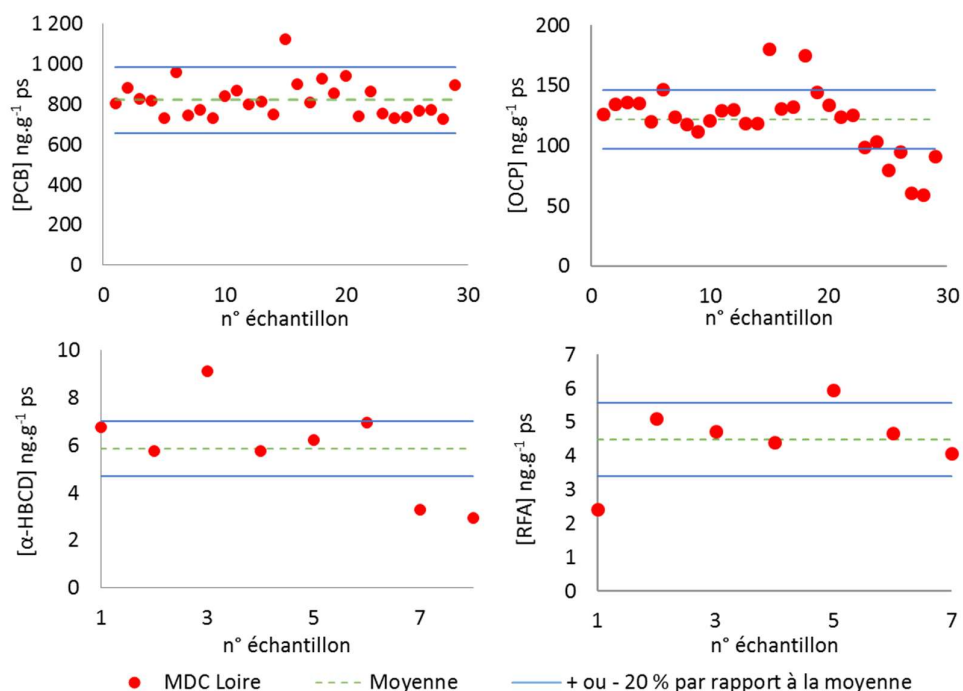 [PCB] ng.g⁻¹ ps
1 200
1 000
800
600
400
200
0
0 10 20 30
n° échantillon
[OCP] ng.g⁻¹ ps
200
150
100
50
0
0 10 20 30
n° échantillon
[α-HBCD] ng.g⁻¹ ps
10
8
6
4
2
0
1 3 5 7
n° échantillon
[RFA] ng.g⁻¹ ps
7
6
5
4
3
2
1
0
1 3 5 7
n° échantillon
MDC Loire Moyenne + ou - 20 % par rapport à la moyenne